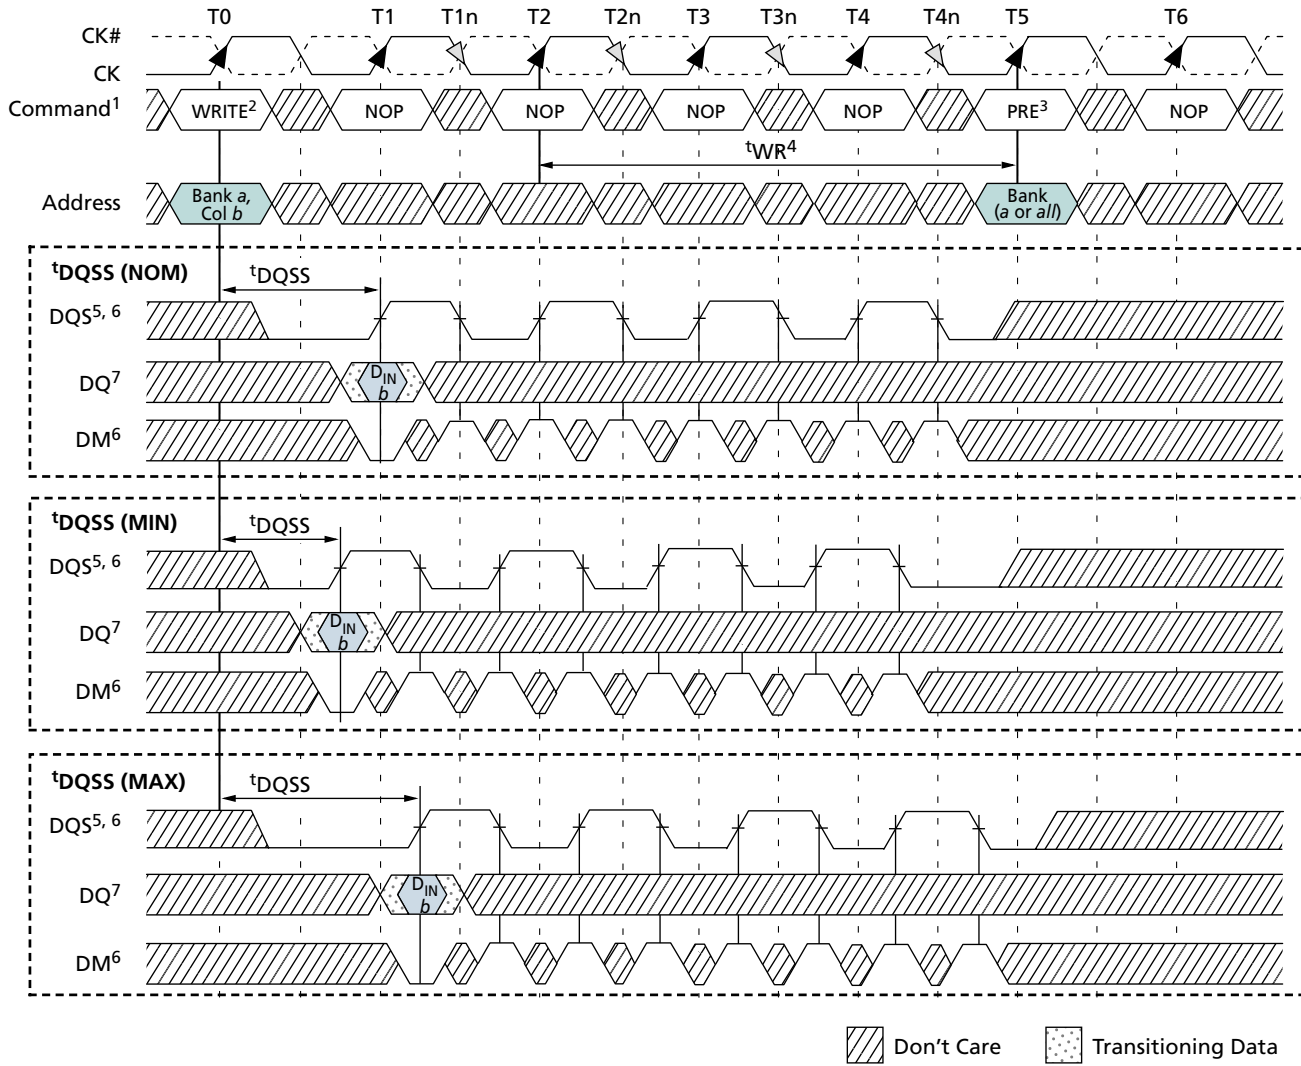 T0 T1 T1n T2 T2n T3 T3n T4 T4n T5 T6
CK#
CK
Command1 WRITE2 NOP NOP NOP NOP PRE3 NOP
tWR4
Address Bank a, Col b Bank (a or all)
tDQSS (NOM) tDQSS
DQS5, 6
DQ7 DIN b
DM6
tDQSS (MIN) tDQSS
DQS5, 6
DQ7 DIN b
DM6
tDQSS (MAX) tDQSS
DQS5, 6
DQ7 DIN b
DM6
Don't Care Transitioning Data